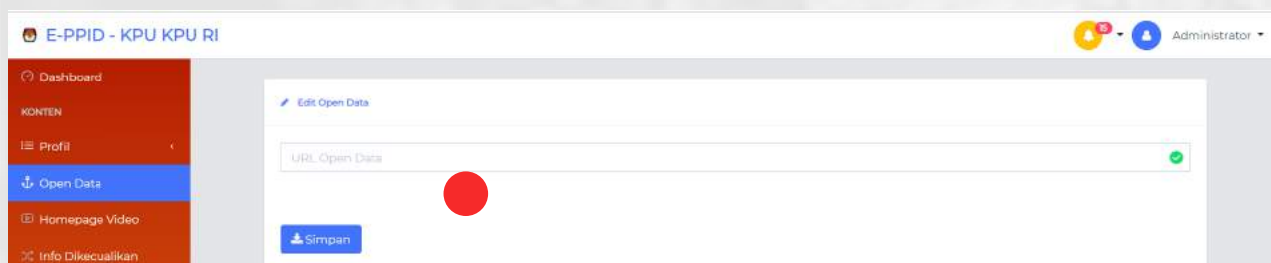 E-PPID - KPU KPU RI
15
Administrator
Dashboard
KONTEN
Profil
Open Data
Homepage Video
Info Dikecualikan
Edit Open Data
URL Open Data
Simpan